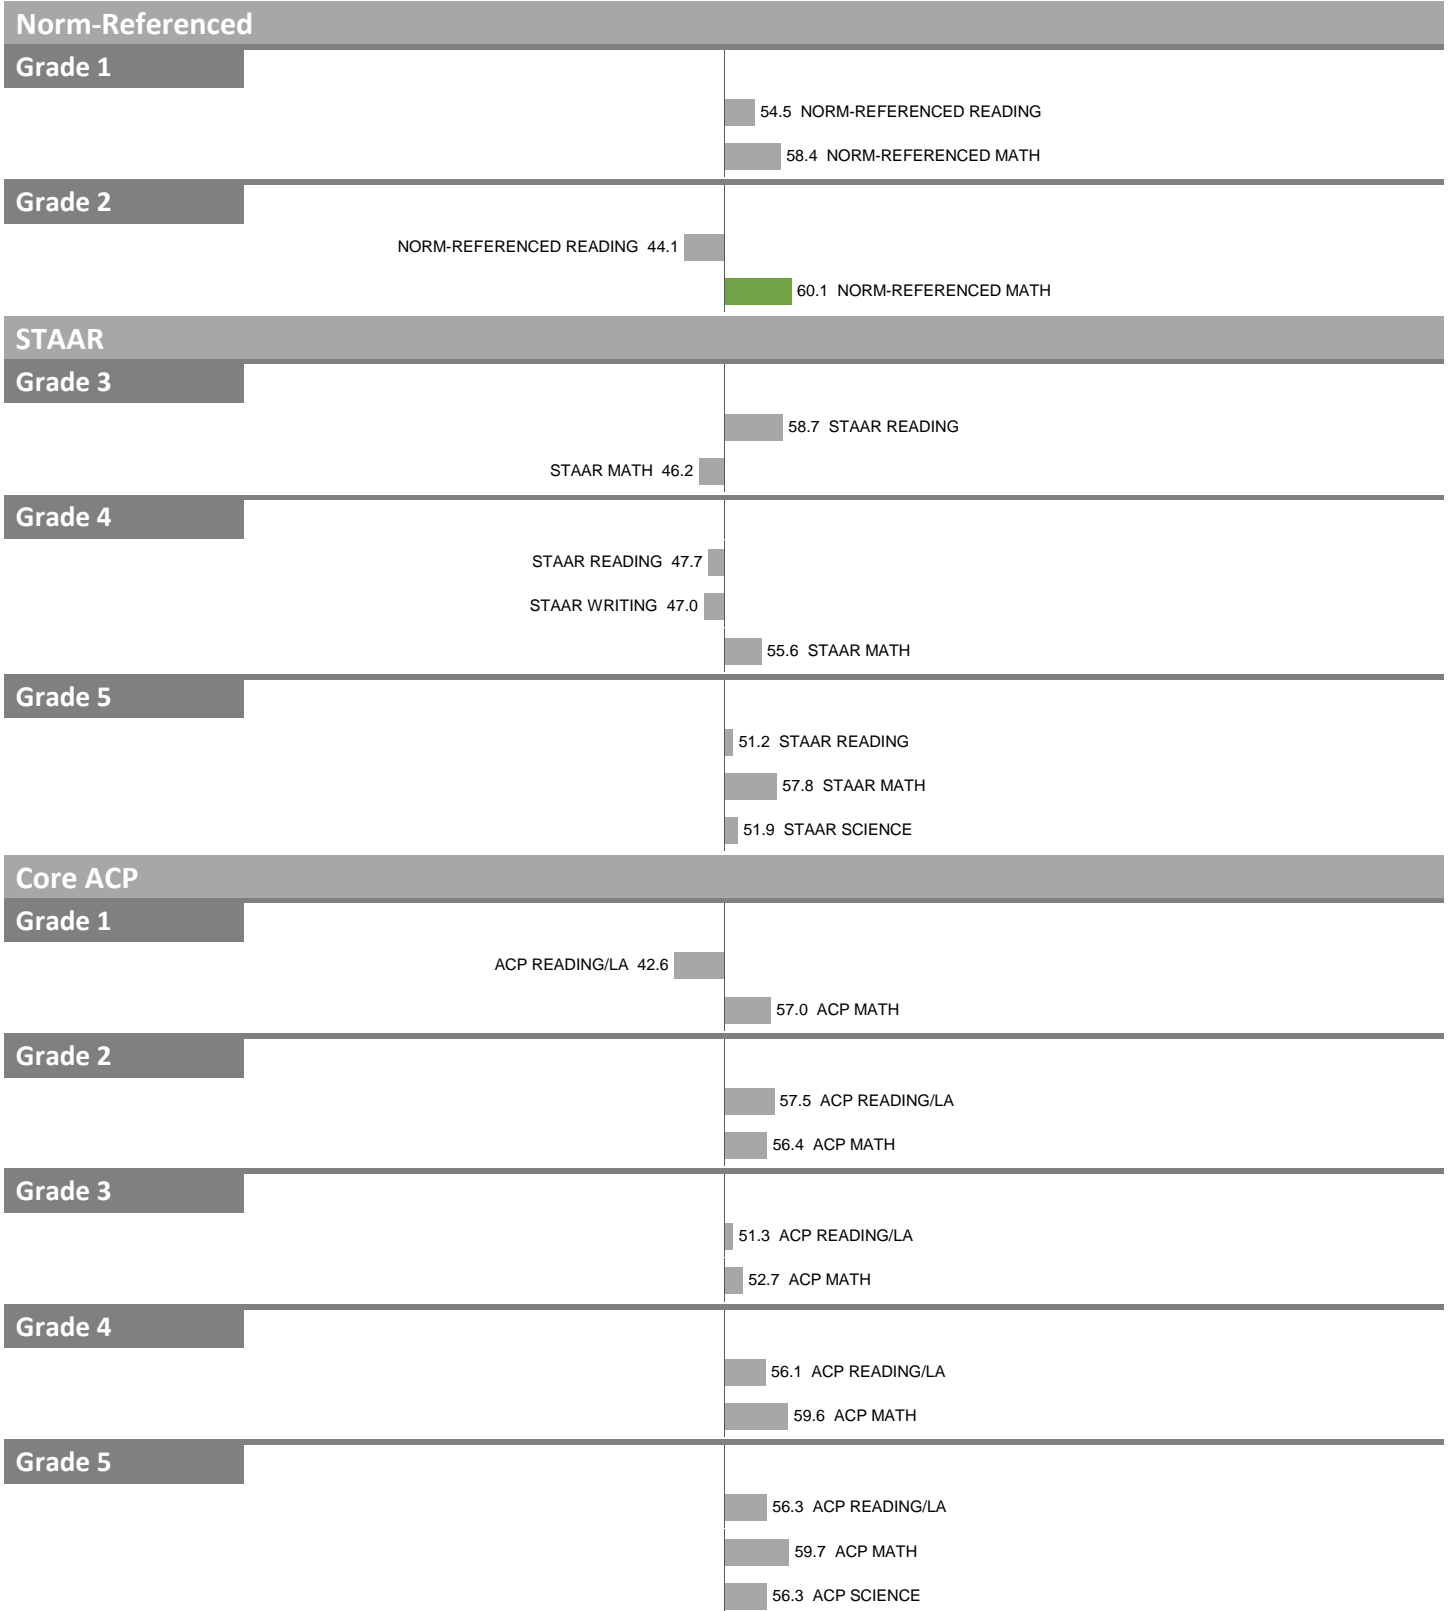 Norm-Referenced
Grade 1
54.5 NORM-REFERENCED READING
58.4 NORM-REFERENCED MATH
Grade 2
NORM-REFERENCED READING 44.1
60.1 NORM-REFERENCED MATH
STAAR
Grade 3
58.7 STAAR READING
STAAR MATH 46.2
Grade 4
STAAR READING 47.7
STAAR WRITING 47.0
55.6 STAAR MATH
Grade 5
51.2 STAAR READING
57.8 STAAR MATH
51.9 STAAR SCIENCE
Core ACP
Grade 1
ACP READING/LA 42.6
57.0 ACP MATH
Grade 2
57.5 ACP READING/LA
56.4 ACP MATH
Grade 3
51.3 ACP READING/LA
52.7 ACP MATH
Grade 4
56.1 ACP READING/LA
59.6 ACP MATH
Grade 5
56.3 ACP READING/LA
59.7 ACP MATH
56.3 ACP SCIENCE